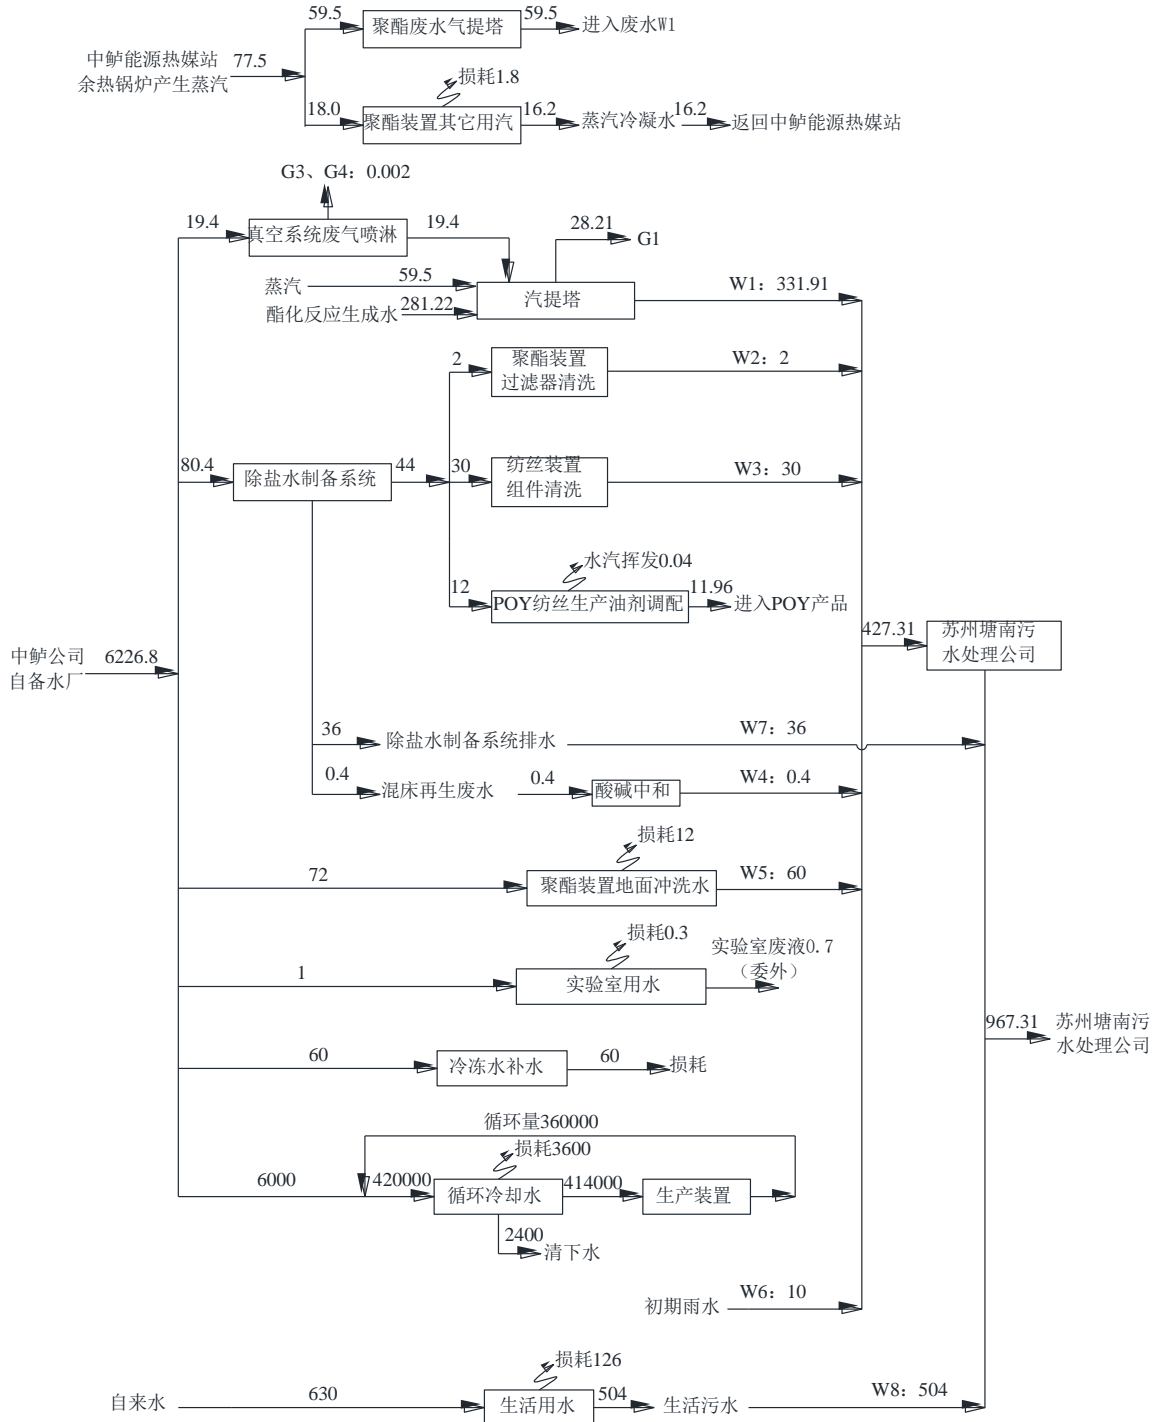 59.5
聚酯废水气提塔
59.5
进入废水W1
中鲈能源热媒站
余热锅炉产生蒸汽
77.5
损耗1.8
18.0
聚酯装置其它用汽
16.2
蒸汽冷凝水
16.2
返回中鲈能源热媒站
G3、G4：0.002
19.4
真空系统废气喷淋
19.4
28.21
G1
蒸汽
59.5
汽提塔
W1：331.91
酯化反应生成水
281.22
2
聚酯装置
过滤器清洗
W2：2
80.4
除盐水制备系统
44
30
纺丝装置
组件清洗
W3：30
水汽挥发0.04
12
POY纺丝生产油剂调配
11.96
进入POY产品
427.31
苏州塘南污
水处理公司
中鲈公司
自备水厂
6226.8
36
除盐水制备系统排水
W7：36
0.4
混床再生废水
0.4
酸碱中和
W4：0.4
损耗12
72
聚酯装置地面冲洗水
W5：60
损耗0.3
实验室废液0.7
（委外）
1
实验室用水
967.31
苏州塘南污
水处理公司
60
冷冻水补水
60
损耗
循环量360000
损耗3600
6000
420000
循环冷却水
414000
生产装置
2400
清下水
初期雨水
W6：10
损耗126
自来水
630
生活用水
504
生活污水
W8：504